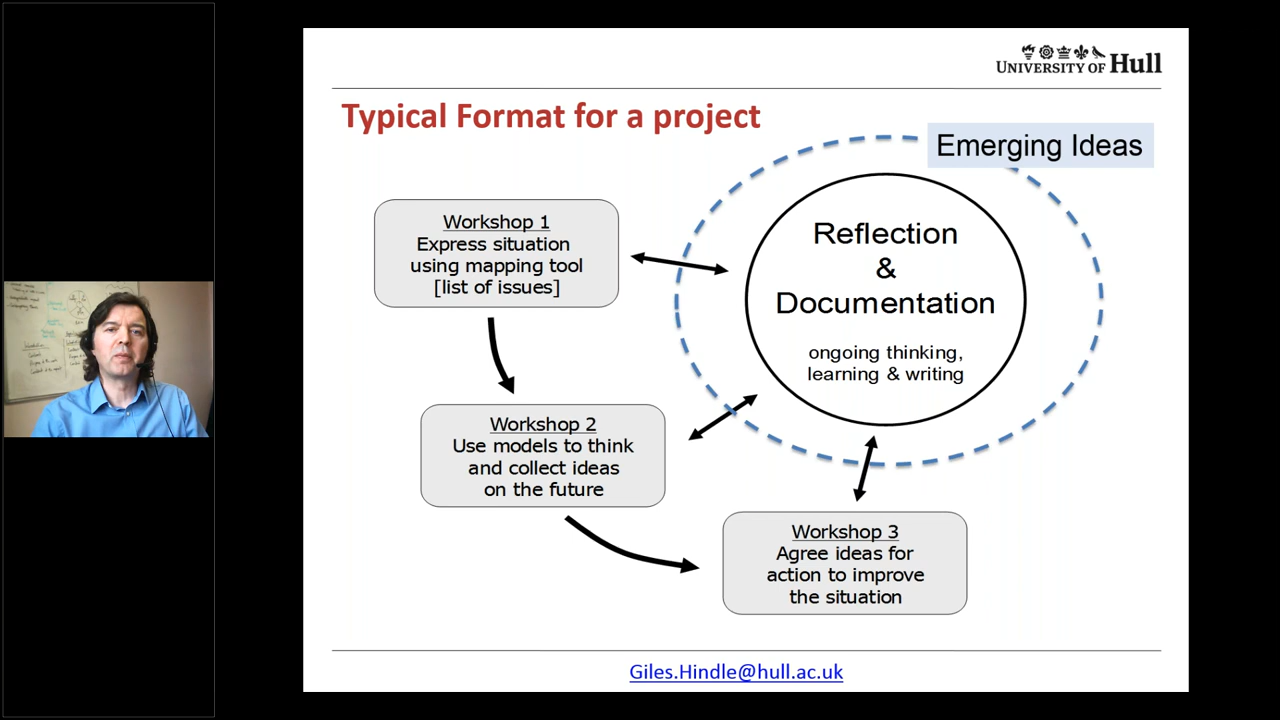 UNIVERSITY OF Hull
Typical Format for a project
Emerging Ideas
Workshop 1
Express situation
using mapping tool
[list of issues]
Reflection
&
Documentation
ongoing thinking,
learning & writing
Workshop 2
Use models to think
and collect ideas
on the future
Workshop 3
Agree ideas for
action to improve
the situation
Giles.Hindle@hull.ac.uk